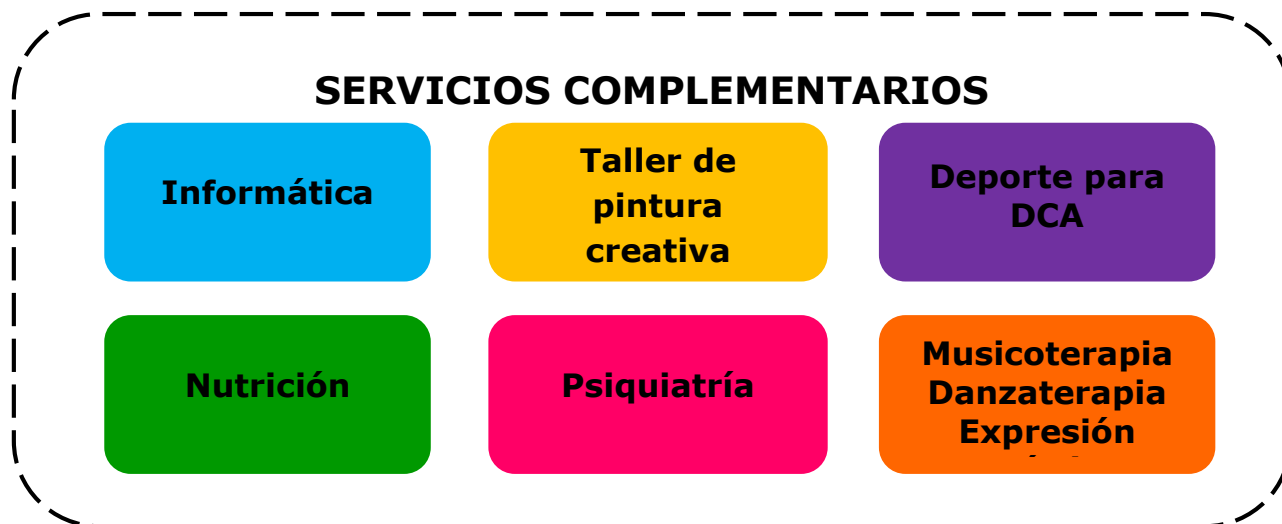 SERVICIOS COMPLEMENTARIOS
Informática
Taller de
pintura
creativa
Deporte para
DCA
Nutrición
Psiquiatría
Musicoterapia
Danzaterapia
Expresión